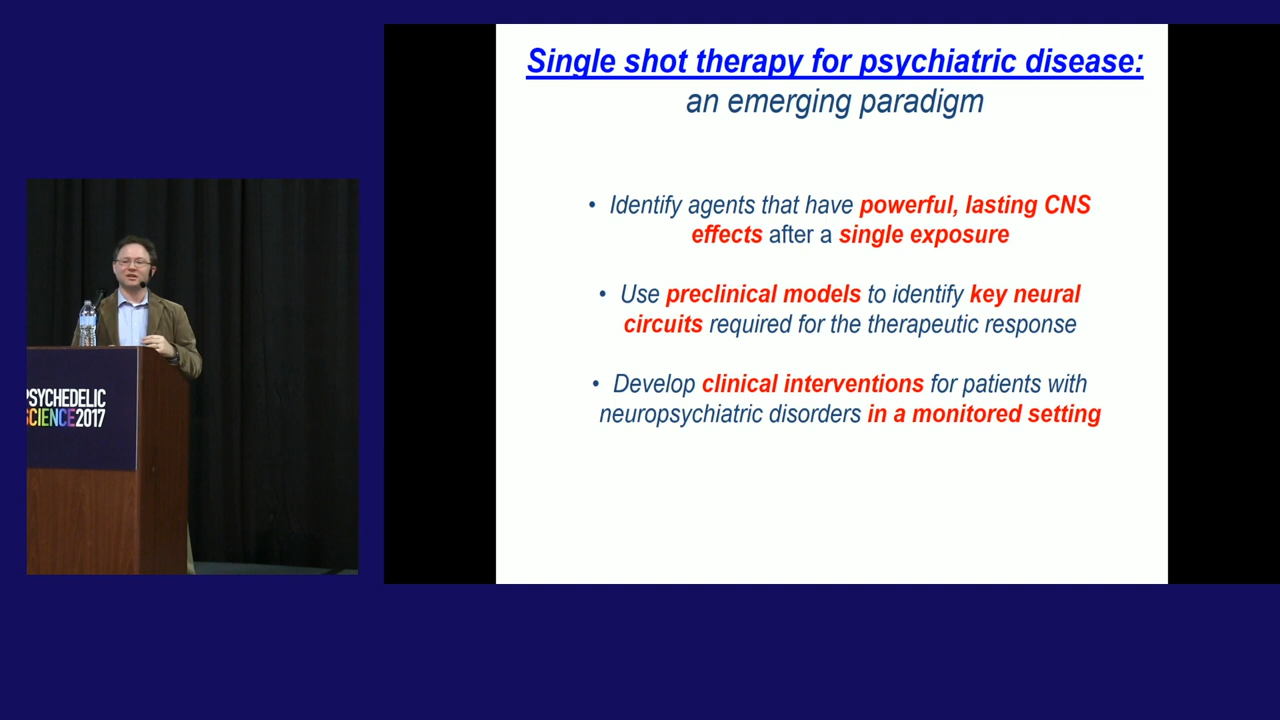 Single shot therapy for psychiatric disease:
an emerging paradigm
• Identify agents that have powerful, lasting CNS
effects after a single exposure
• Use preclinical models to identify key neural
circuits required for the therapeutic response
• Develop clinical interventions for patients with
neuropsychiatric disorders in a monitored setting
PSYCHEDELIC
SCIENCE2017